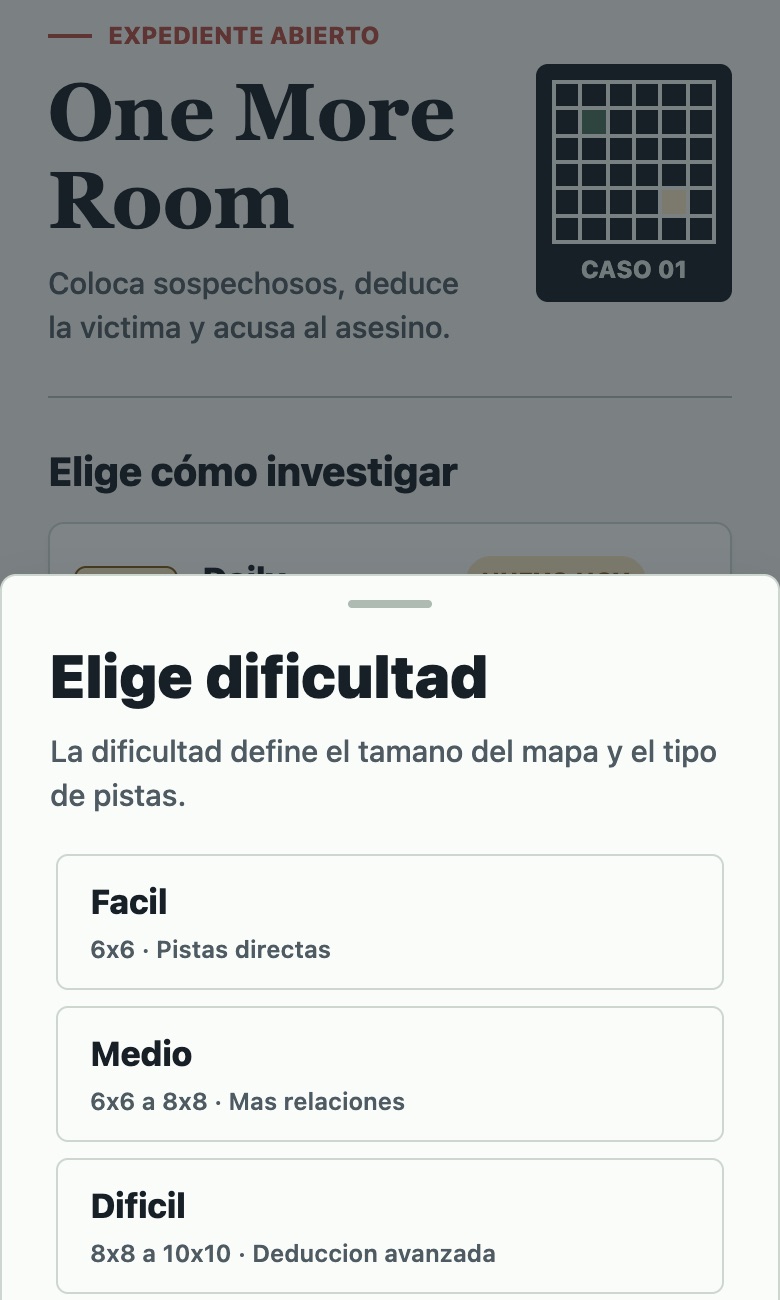 EXPEDIENTE ABIERTO
One More
Room
CASO 01
Coloca sospechosos, deduce
la victima y acusa al asesino.
Elige cómo investigar
Elige dificultad
La dificultad define el tamano del mapa y el tipo
de pistas.
Facil
6x6 · Pistas directas
Medio
6x6 a 8x8 · Mas relaciones
Dificil
8x8 a 10x10 · Deduccion avanzada